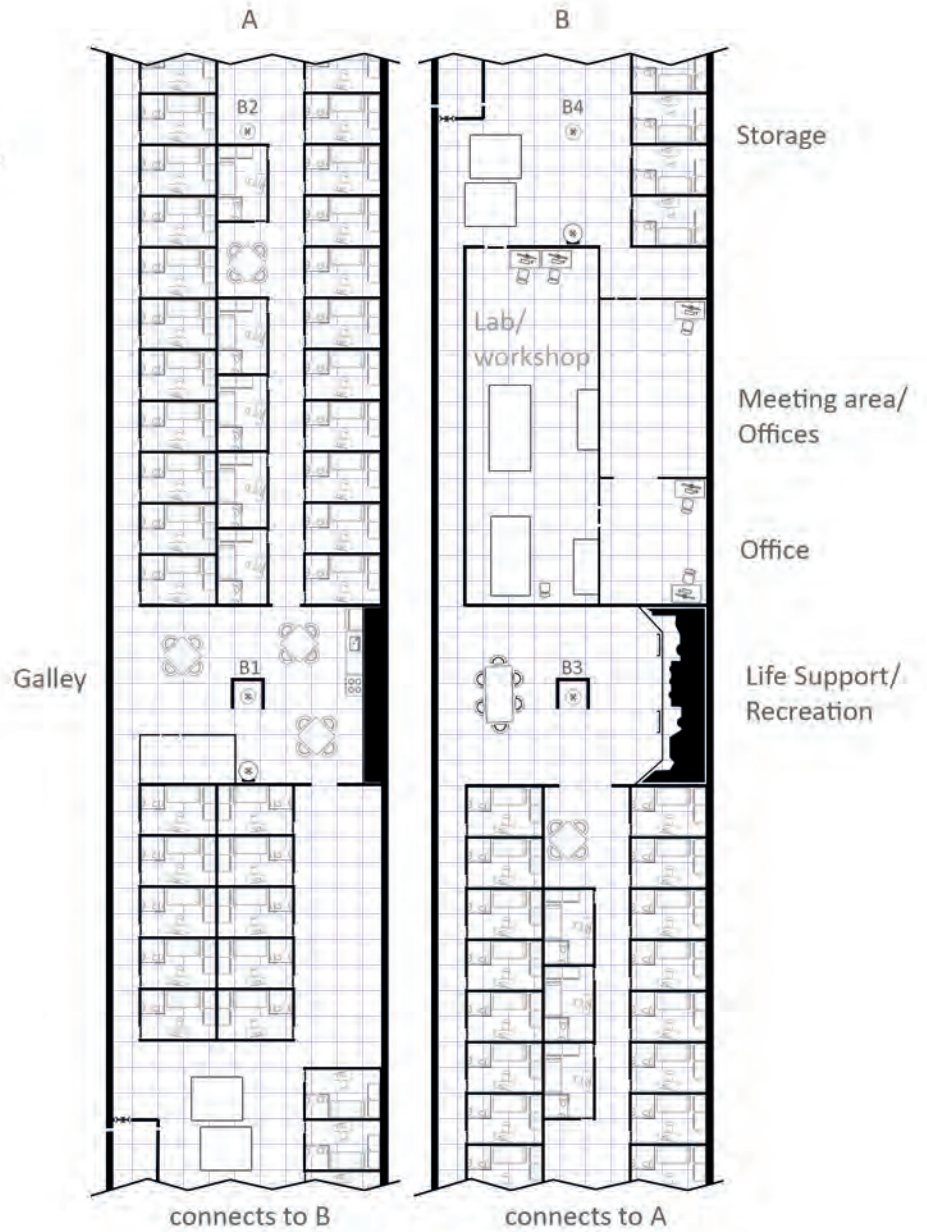 A
B
B2
B4
Storage
Lab/
workshop
Meeting area/
Offices
Office
Galley
B1
B3
Life Support/
Recreation
connects to B
connects to A